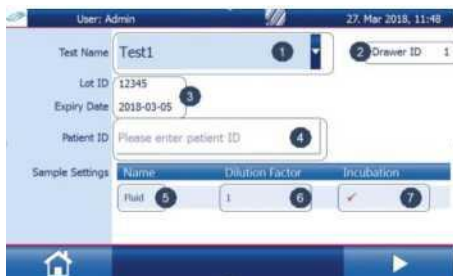 User: Admin 27. Mar 2018, 11:48
Test Name Test1 1 2 Drawer ID 1
Lot ID 12345
3
Expiry Date 2018-03-05
Patient ID Please enter patient ID 4
Sample Settings Name Dilution Factor Incubation
Fluid 5 1 6 7